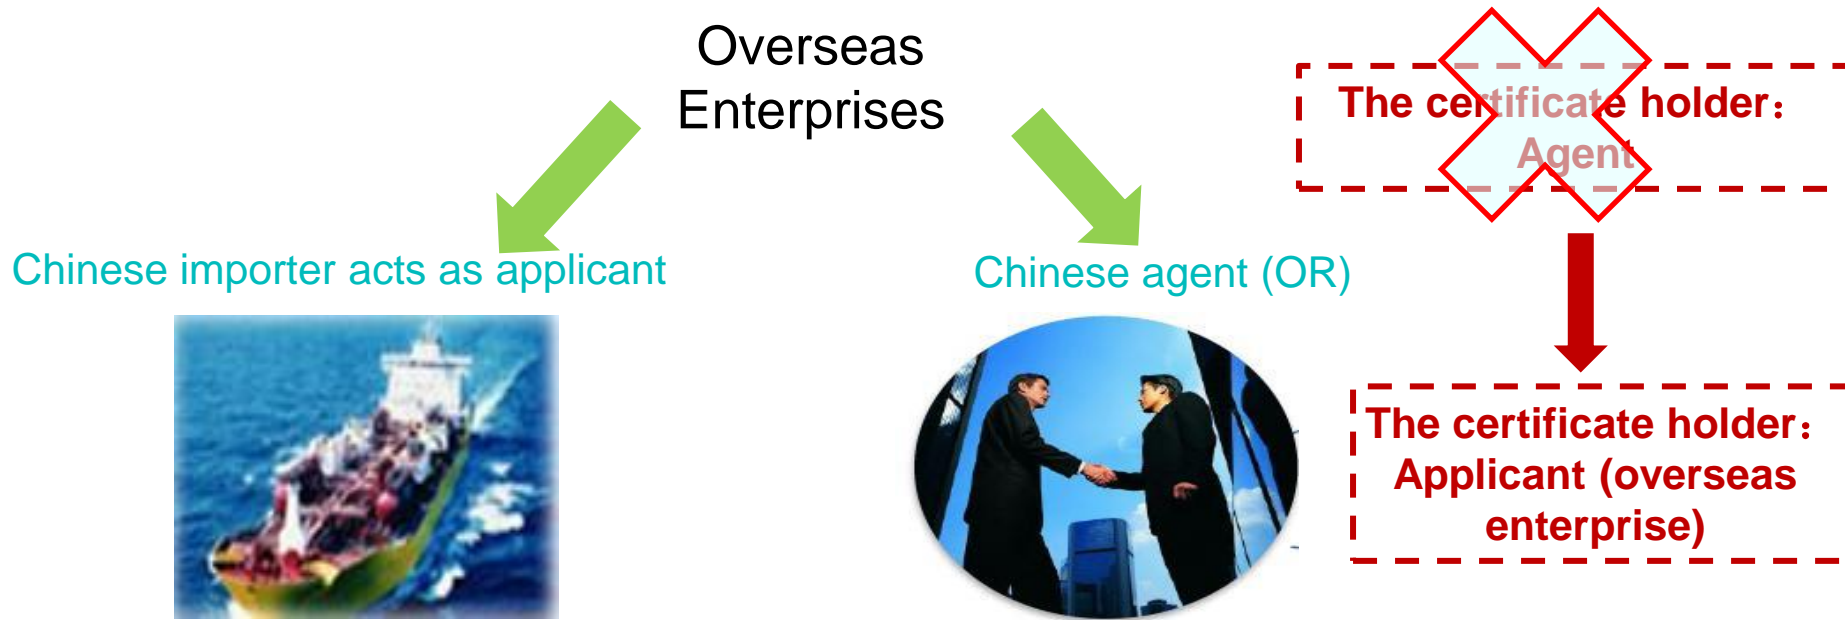 Overseas
Enterprises
The certificate holder：
Agent
Chinese importer acts as applicant
Chinese agent (OR)
The certificate holder：
Applicant (overseas
enterprise)